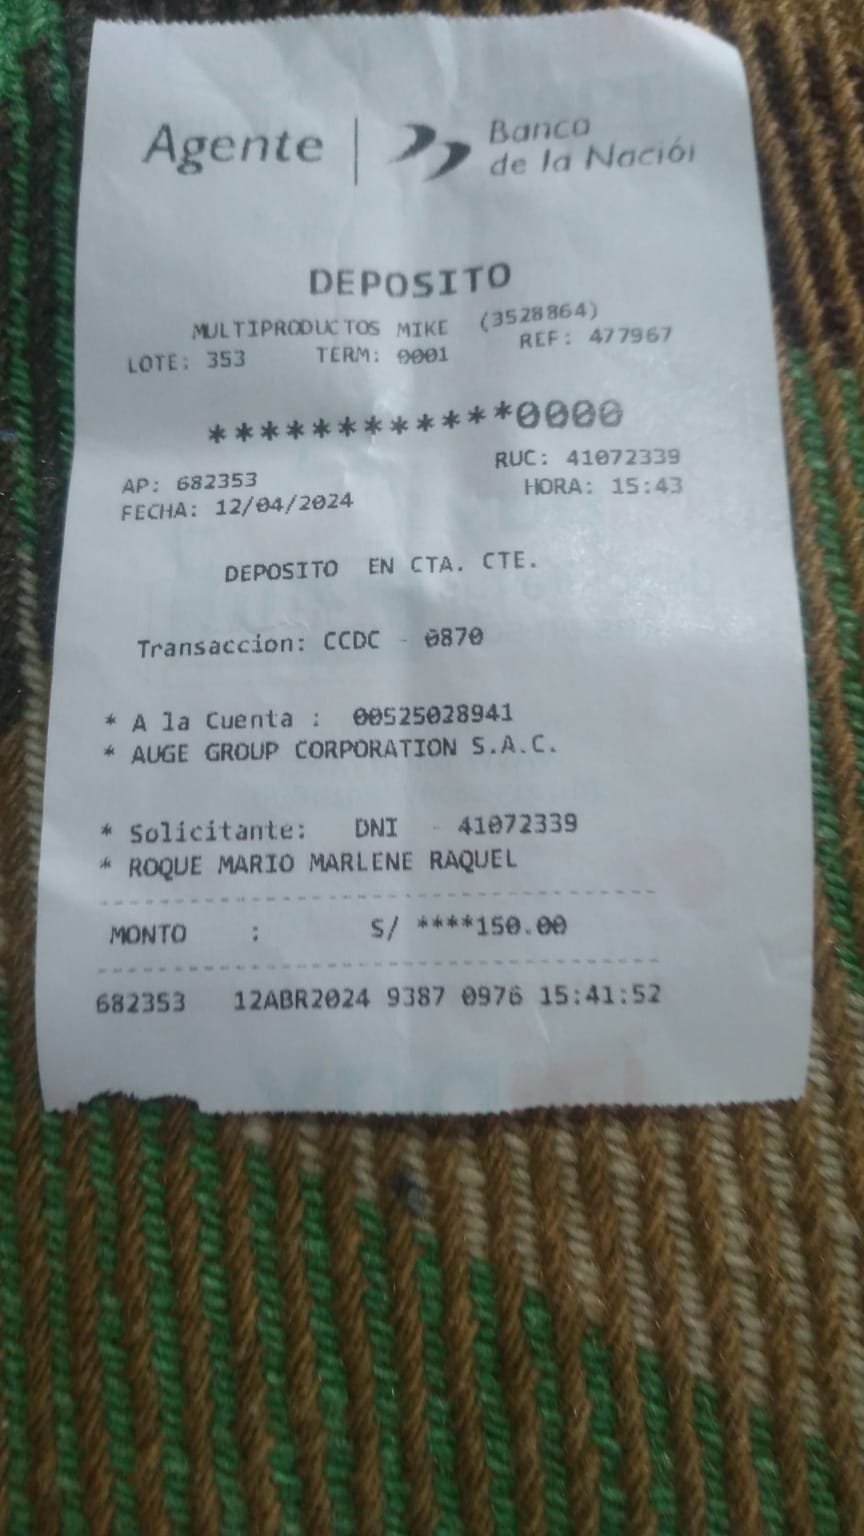 Agente | Banco
de la Nación
DEPOSITO
MULTIPRODUCTOS MIKE (3528864)
LOTE: 353 TERM: 0001 REF: 477967
************0000
AP: 682353 RUC: 41072339
FECHA: 12/04/2024 HORA: 15:43
DEPOSITO EN CTA. CTE.
Transaccion: CCDC - 0870
* A la Cuenta : 00525028941
* AUGE GROUP CORPORATION S.A.C.
* Solicitante: DNI - 41072339
* ROQUE MARIO MARLENE RAQUEL
MONTO : S/ ****150.00
682353 12ABR2024 9387 0976 15:41:52